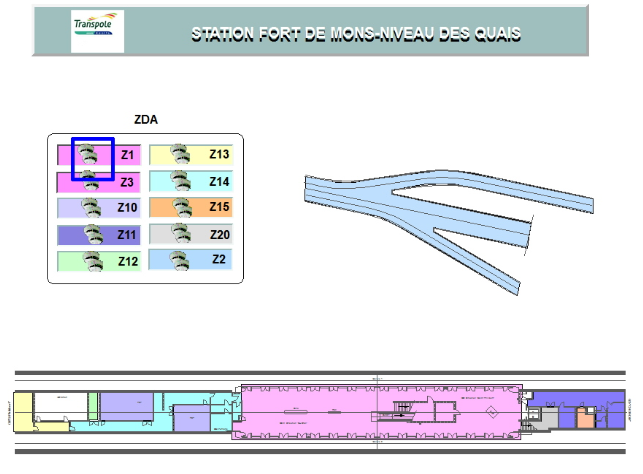 Transpole
STATION FORT DE MONS-NIVEAU DES QUAIS
ZDA
Z1
Z13
Z3
Z14
Z10
Z15
Z11
Z20
Z12
Z2